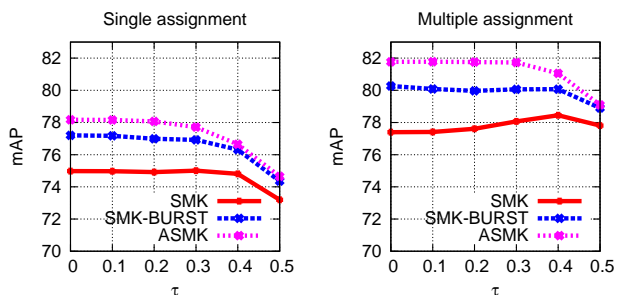 Single assignment
82
80
78
76
74
72
70
mAP
SMK
SMK-BURST
ASMK
0 0.1 0.2 0.3 0.4 0.5
τ
Multiple assignment
82
80
78
76
74
72
70
mAP
SMK
SMK-BURST
ASMK
0 0.1 0.2 0.3 0.4 0.5
τ